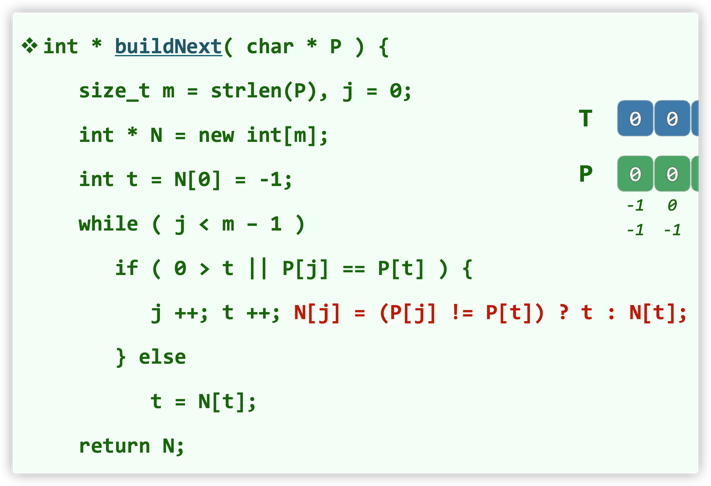 ❖ int * buildNext( char * P ) {
size_t m = strlen(P), j = 0;
int * N = new int[m];
int t = N[0] = -1;
while ( j < m – 1 )
if ( 0 > t || P[j] == P[t] ) {
j ++; t ++; N[j] = (P[j] != P[t]) ? t : N[t];
} else
t = N[t];
return N;
T 0 0
P 0 0
-1 0
-1 -1